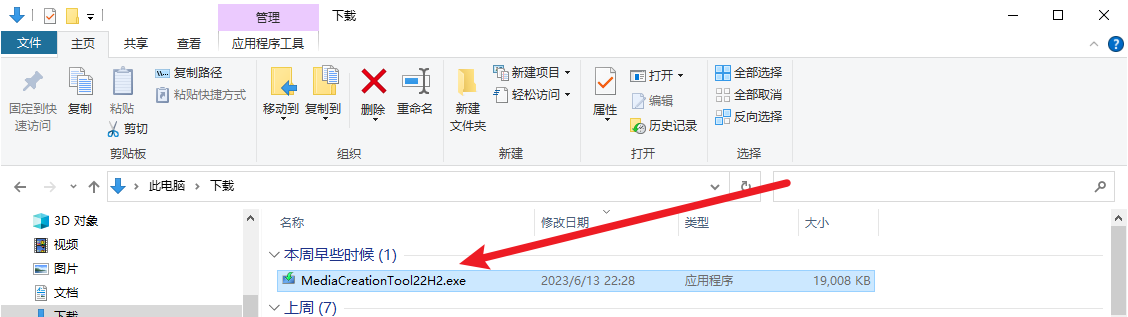 管理
下载
文件
主页
共享
查看
应用程序工具
固定到快
速访问
复制
粘贴
复制路径
粘贴快捷方式
剪切
剪贴板
移动到
复制到
删除
重命名
组织
新建
文件夹
新建项目
轻松访问
新建
属性
打开
编辑
历史记录
打开
全部选择
全部取消
反向选择
选择
此电脑 > 下载
3D 对象
视频
图片
文档
下载
名称
修改日期
类型
大小
本周早些时候 (1)
MediaCreationTool22H2.exe
2023/6/13 22:28
应用程序
19,008 KB
上周 (7)